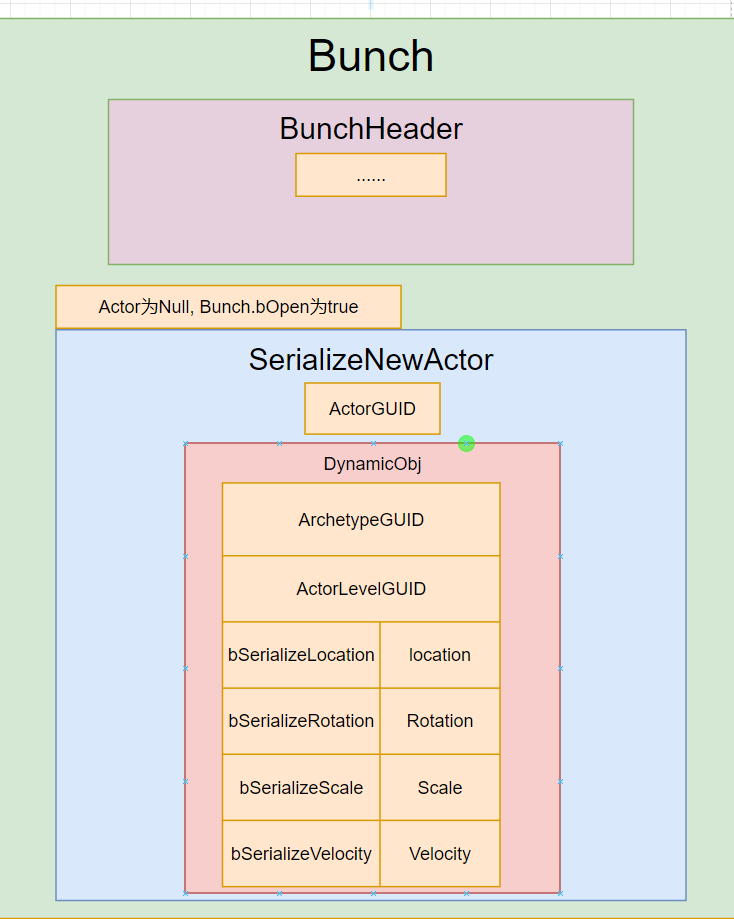 Bunch
BunchHeader
......
Actor为Null, Bunch.bOpen为true
SerializeNewActor
ActorGUID
DynamicObj
ArchetypeGUID
ActorLevelGUID
bSerializeLocation location
bSerializeRotation Rotation
bSerializeScale Scale
bSerializeVelocity Velocity